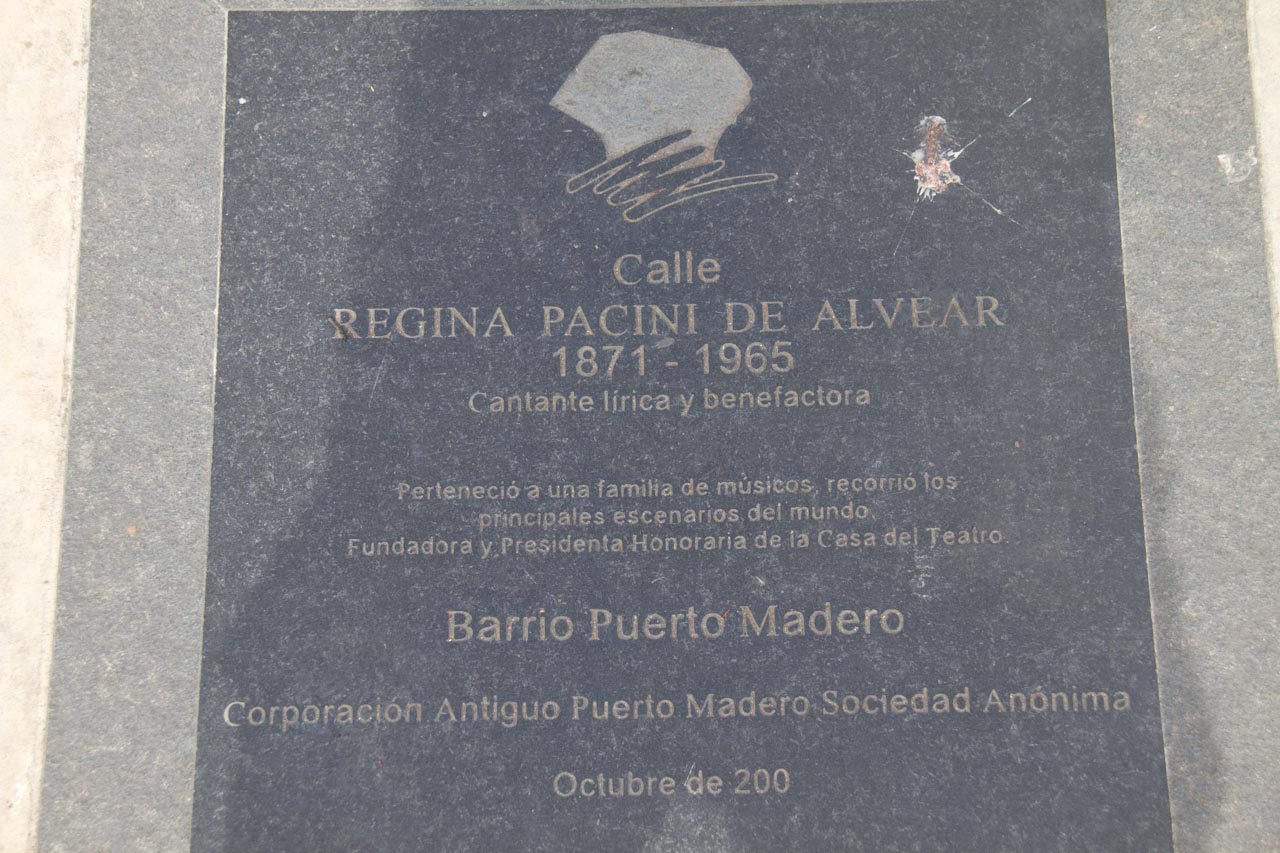 Calle
REGINA PACINI DE ALVEAR
1871 - 1965
Cantante lírica y benefactora
Perteneció a una familia de músicos, recorrió los
principales escenarios del mundo.
Fundadora y Presidenta Honoraria de la Casa del Teatro
Barrio Puerto Madero
Corporación Antiguo Puerto Madero Sociedad Anónima
Octubre de 200